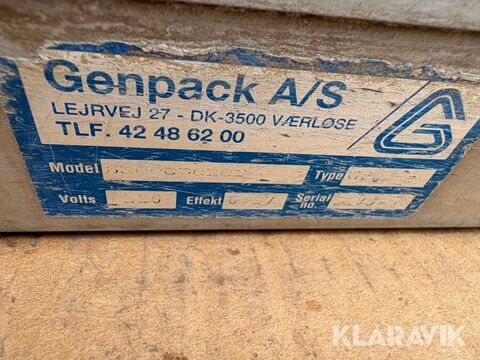 Genpack A/S
LEJRVEJ 27 - DK-3500 VÆRLØSE
TLF. 42 48 62 00
Model Type
Volts Effekt Serial no.
KLARAVIK